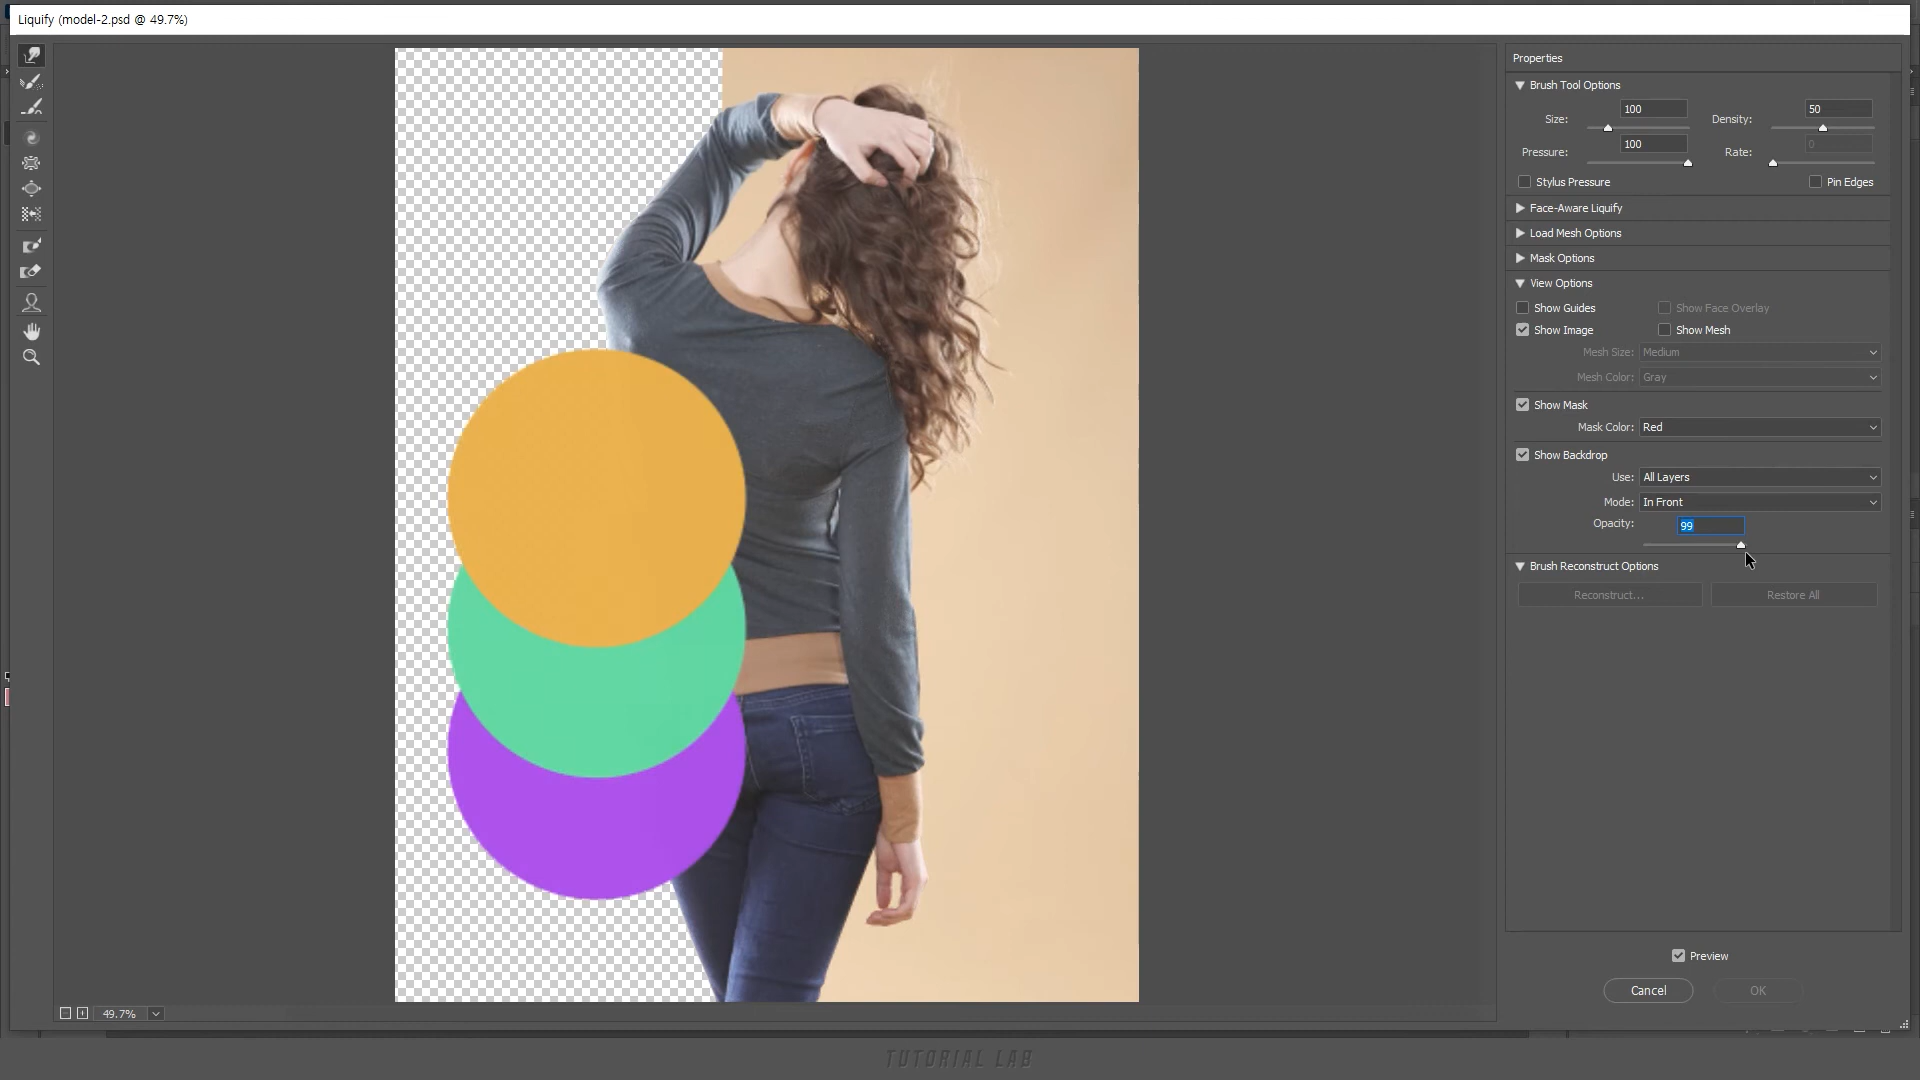 Liquify (model-2.psd @ 49.7%)
Properties
Brush Tool Options
Size: 100 Density: 50
Pressure: 100 Rate: 0
Stylus Pressure Pin Edges
Face-Aware Liquify
Load Mesh Options
Mask Options
View Options
Show Guides Show Face Overlay
Show Image Show Mesh
Mesh Size: Medium
Mesh Color: Gray
Show Mask
Mask Color: Red
Show Backdrop
Use: All Layers
Mode: In Front
Opacity: 99
Brush Reconstruct Options
Reconstruct... Restore All
Preview
Cancel OK
49.7%
TUTORIAL LAB